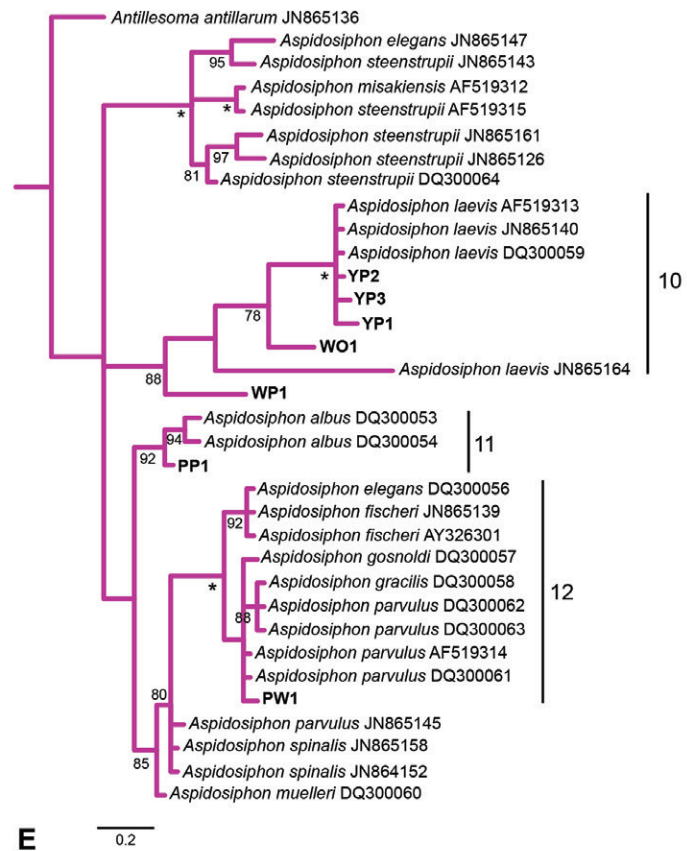 Antillesoma antillarum JN865136
Aspidosiphon elegans JN865147
95
Aspidosiphon steenstrupii JN865143
Aspidosiphon misakiensis AF519312
*
*
Aspidosiphon steenstrupii AF519315
Aspidosiphon steenstrupii JN865161
97
Aspidosiphon steenstrupii JN865126
81
Aspidosiphon steenstrupii DQ300064
Aspidosiphon laevis AF519313
Aspidosiphon laevis JN865140
Aspidosiphon laevis DQ300059
*
YP2
10
YP3
78
YP1
WO1
Aspidosiphon laevis JN865164
88
WP1
Aspidosiphon albus DQ300053
94
Aspidosiphon albus DQ300054
11
92
PP1
Aspidosiphon elegans DQ300056
Aspidosiphon fischeri JN865139
92
Aspidosiphon fischeri AY326301
Aspidosiphon gosnoldi DQ300057
*
Aspidosiphon gracilis DQ300058
12
88
Aspidosiphon parvulus DQ300062
Aspidosiphon parvulus DQ300063
Aspidosiphon parvulus AF519314
Aspidosiphon parvulus DQ300061
80
PW1
Aspidosiphon parvulus JN865145
Aspidosiphon spinalis JN865158
85
Aspidosiphon spinalis JN864152
Aspidosiphon muelleri DQ300060
E
0.2